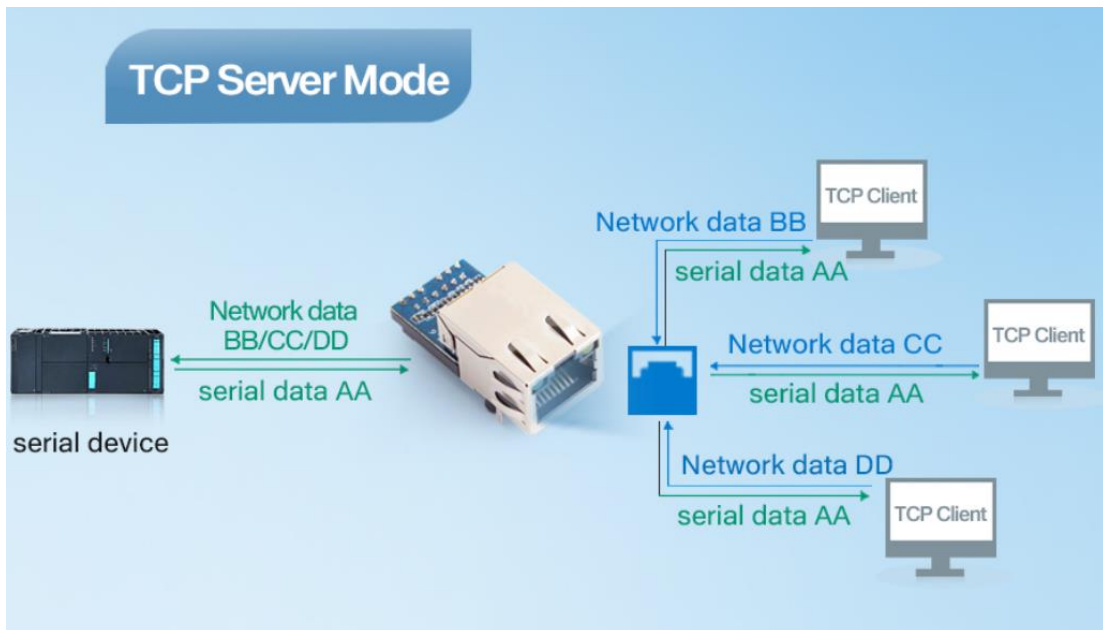 TCP Server Mode
TCP Client
Network data BB
serial data AA
Network data
BB/CC/DD
serial data AA
serial device
Network data CC
serial data AA
TCP Client
Network data DD
serial data AA
TCP Client